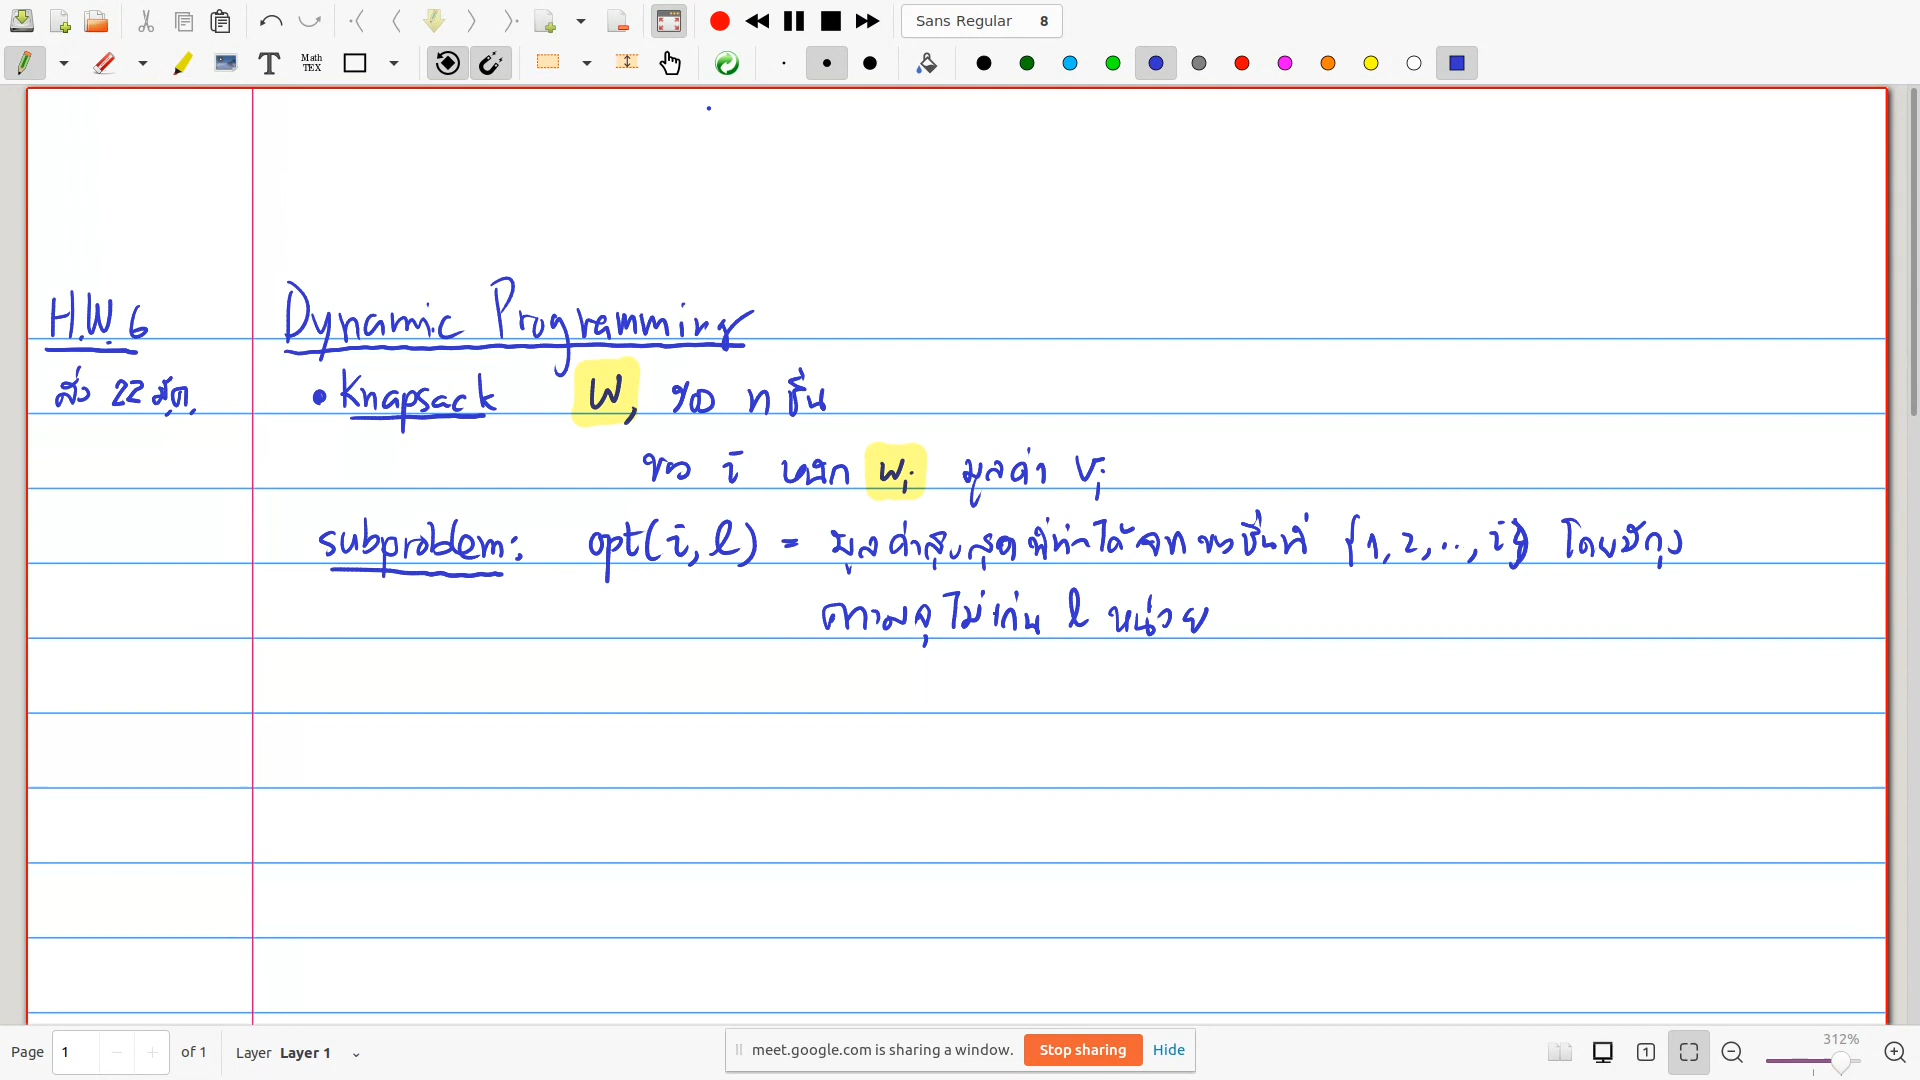 Sans Regular 8
Math
TEX
H.W. 6
Dynamic Programming
ส่ง 22 มี.ค.
• Knapsack W, ของ n ชิ้น
ของ i หนัก wᵢ มูลค่า vᵢ
subproblem: opt(i, l) = มูลค่าสูงสุดที่ทำได้จากของชิ้นที่ {1, 2, ..., i} โดยมีถุง
ความจุไม่เกิน l หน่วย
Page 1 of 1 Layer Layer 1
meet.google.com is sharing a window. Stop sharing Hide
312%